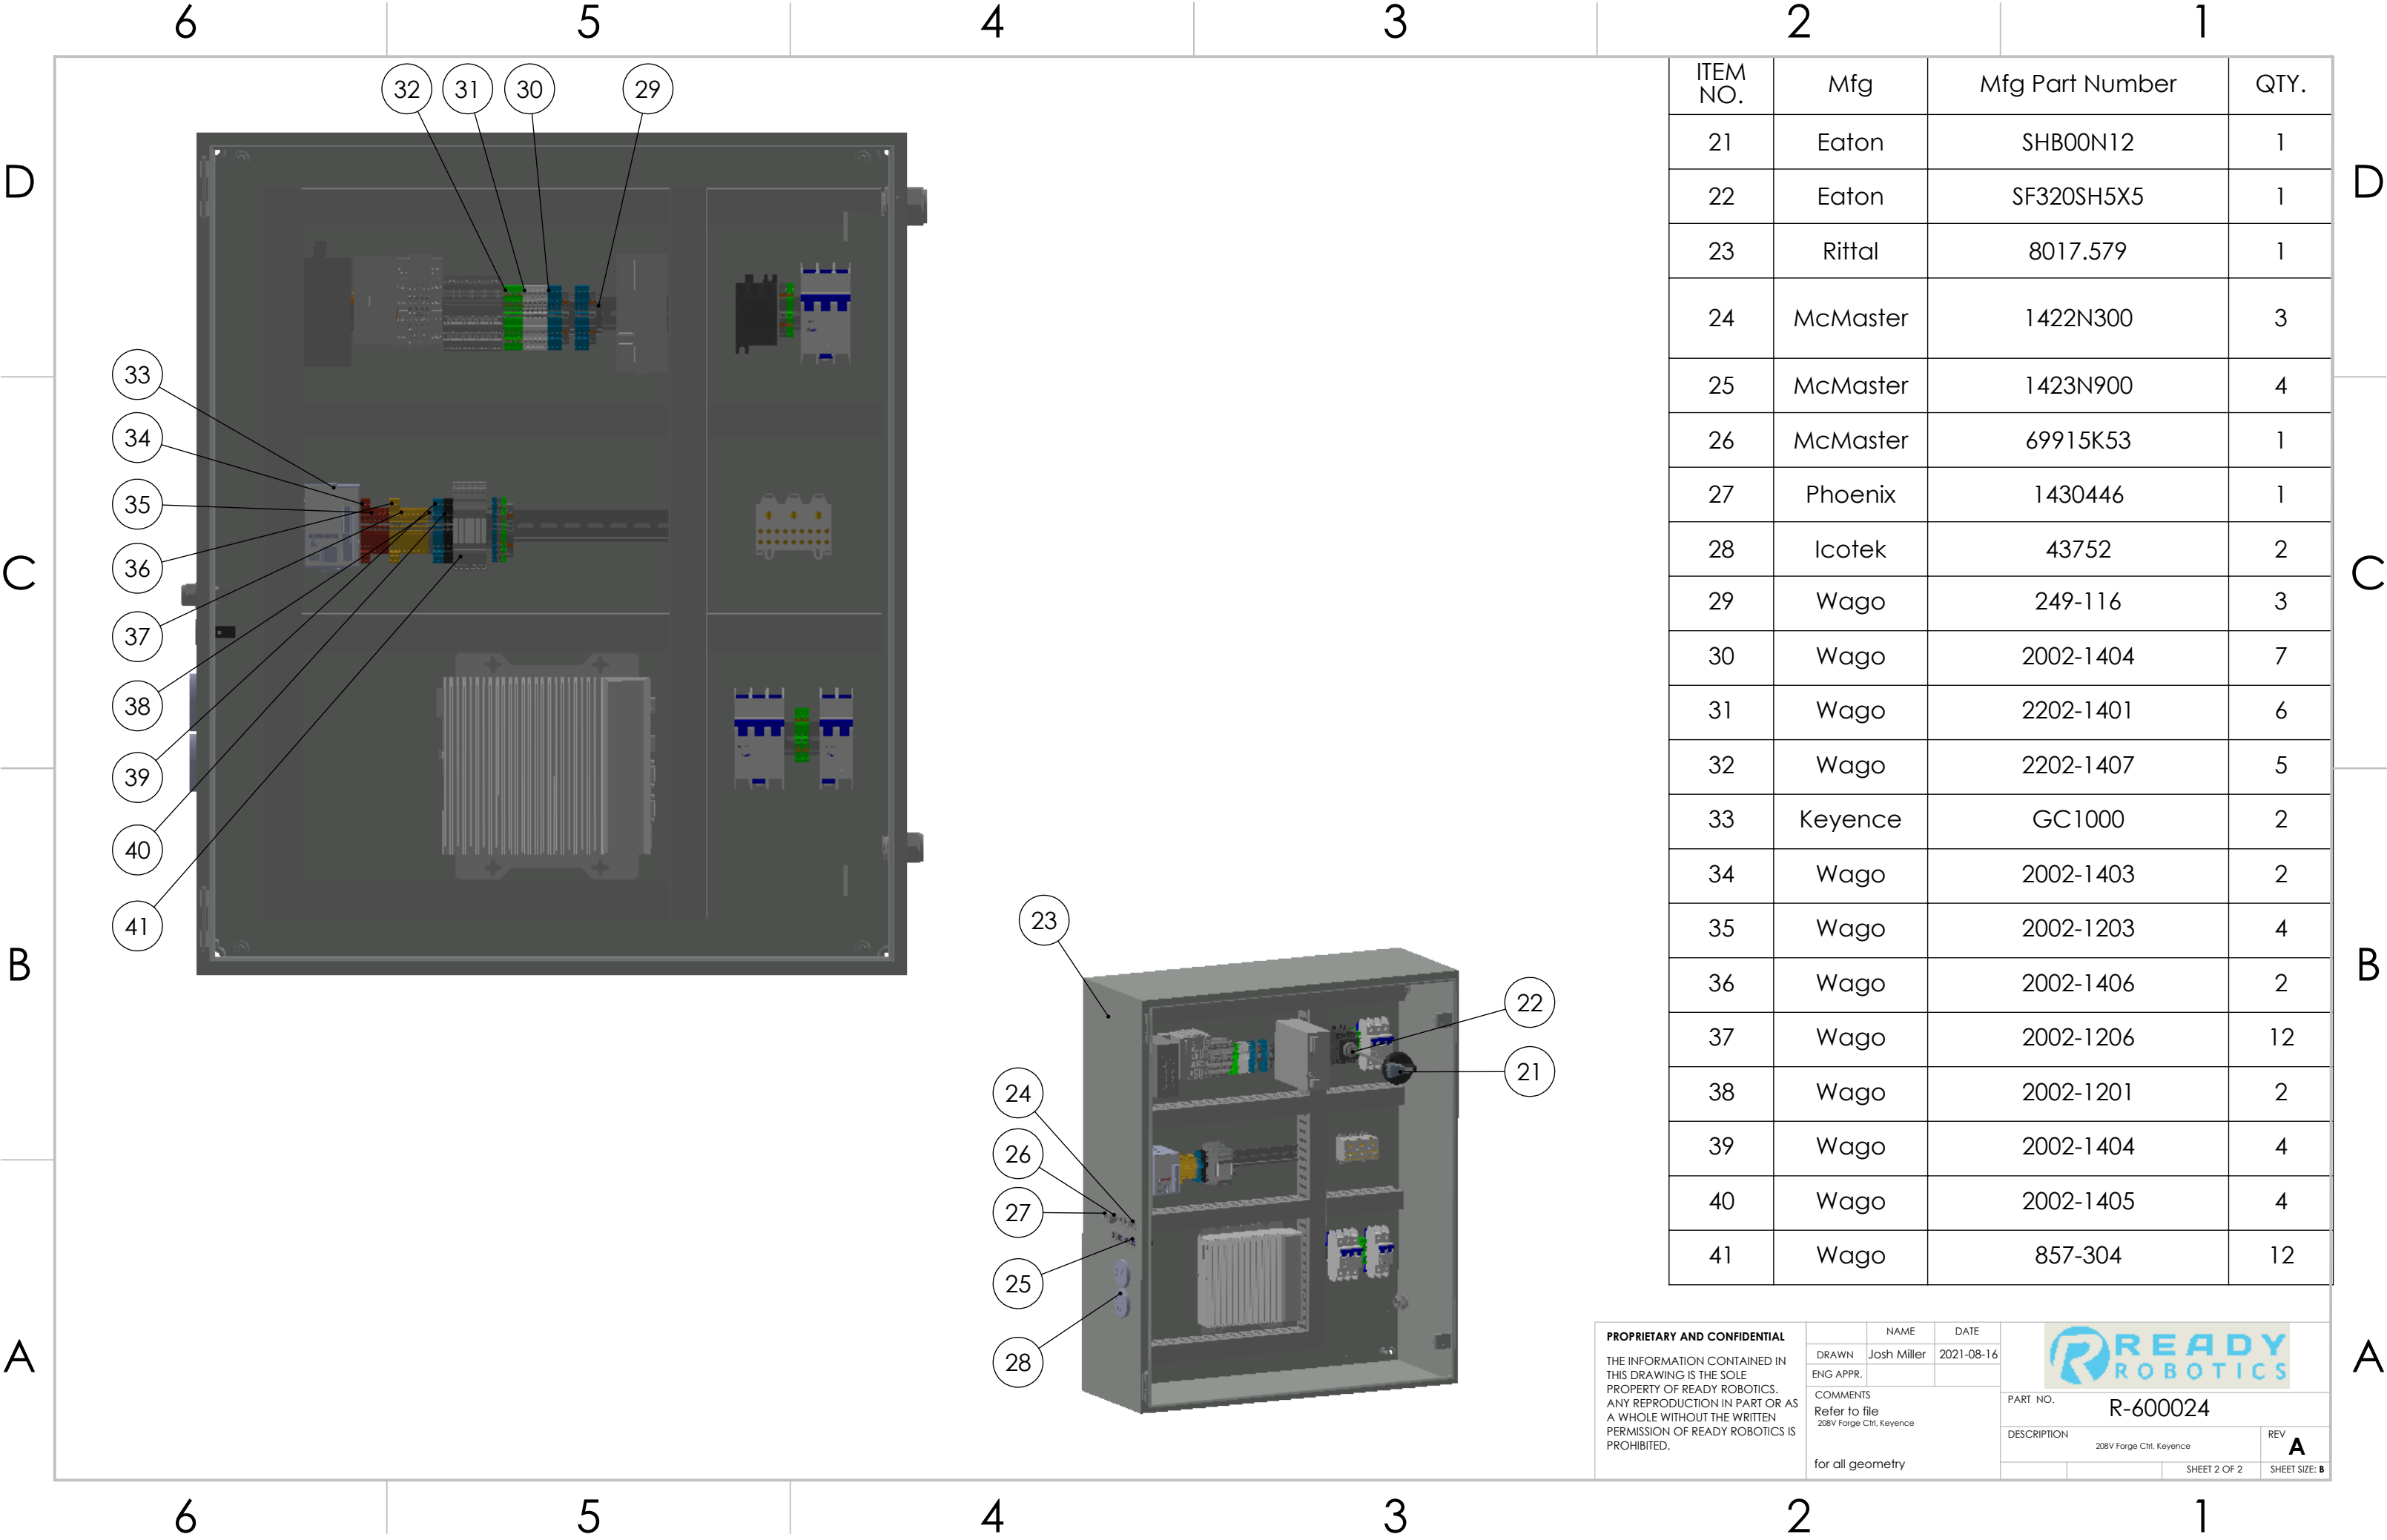 6 5 4 3 2 1
D
C
B
A
D
C
B
A
32 31 30 29
33
34
35
36
37
38
39
40
41
23
22
21
24
26
27
25
28
ITEM NO. Mfg Mfg Part Number QTY.
21 Eaton SHB00N12 1
22 Eaton SF320SH5X5 1
23 Rittal 8017.579 1
24 McMaster 1422N300 3
25 McMaster 1423N900 4
26 McMaster 69915K53 1
27 Phoenix 1430446 1
28 Icotek 43752 2
29 Wago 249-116 3
30 Wago 2002-1404 7
31 Wago 2202-1401 6
32 Wago 2202-1407 5
33 Keyence GC1000 2
34 Wago 2002-1403 2
35 Wago 2002-1203 4
36 Wago 2002-1406 2
37 Wago 2002-1206 12
38 Wago 2002-1201 2
39 Wago 2002-1404 4
40 Wago 2002-1405 4
41 Wago 857-304 12
PROPRIETARY AND CONFIDENTIAL
THE INFORMATION CONTAINED IN
THIS DRAWING IS THE SOLE
PROPERTY OF READY ROBOTICS.
ANY REPRODUCTION IN PART OR AS
A WHOLE WITHOUT THE WRITTEN
PERMISSION OF READY ROBOTICS IS
PROHIBITED.
NAME DATE
DRAWN Josh Miller 2021-08-16
ENG APPR.
COMMENTS
Refer to file
208V Forge Ctrl, Keyence
for all geometry
READY
ROBOTICS
PART NO. R-600024
DESCRIPTION
208V Forge Ctrl, Keyence
REV
A
SHEET 2 OF 2
SHEET SIZE: B
6 5 4 3 2 1